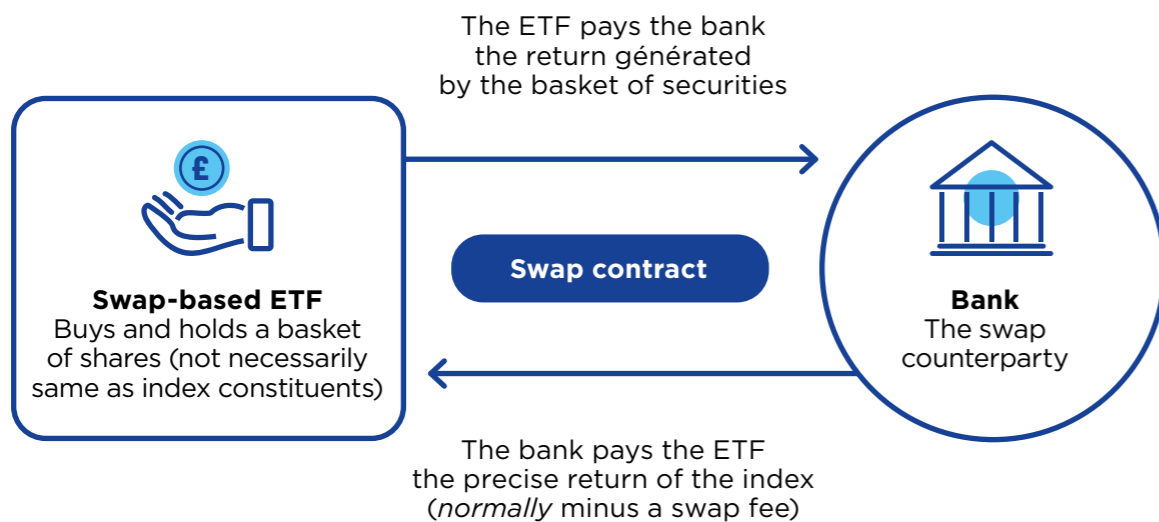 The ETF pays the bank
the return générated
by the basket of securities
£
Swap-based ETF
Buys and holds a basket
of shares (not necessarily
same as index constituents)
Swap contract
Bank
The swap
counterparty
The bank pays the ETF
the precise return of the index
(normally minus a swap fee)